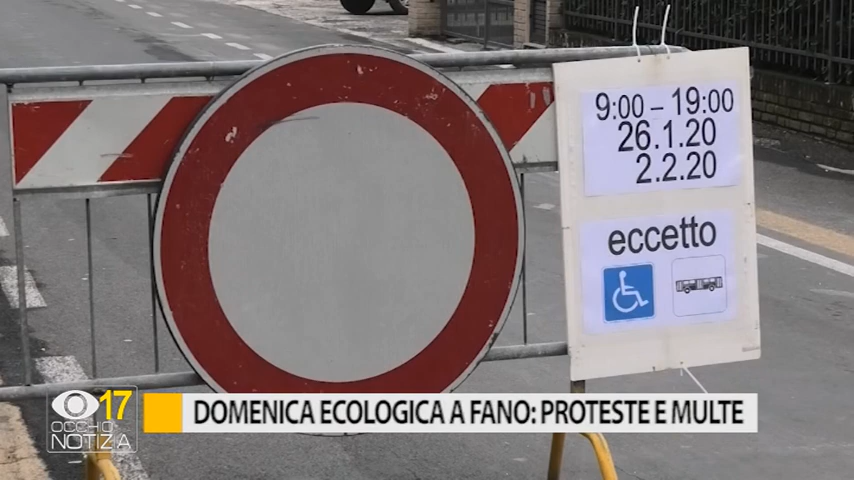 9:00 – 19:00
26.1.20
2.2.20
eccetto
17
OCCHIO
NOTIZIA
DOMENICA ECOLOGICA A FANO: PROTESTE E MULTE